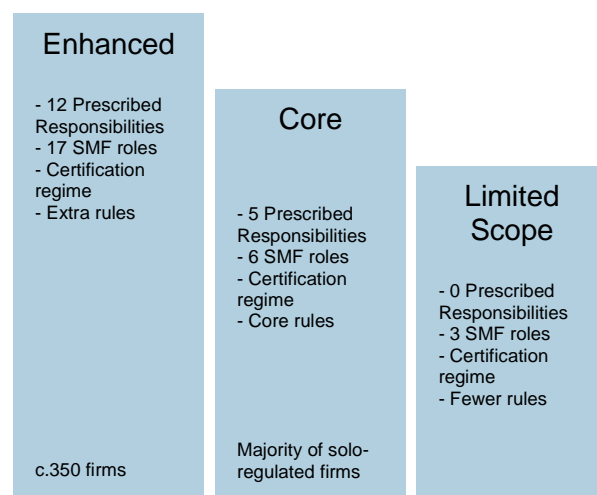 Enhanced
- 12 Prescribed
Responsibilities
- 17 SMF roles
- Certification
regime
- Extra rules
c.350 firms
Core
- 5 Prescribed
Responsibilities
- 6 SMF roles
- Certification
regime
- Core rules
Majority of solo-
regulated firms
Limited
Scope
- 0 Prescribed
Responsibilities
- 3 SMF roles
- Certification
regime
- Fewer rules